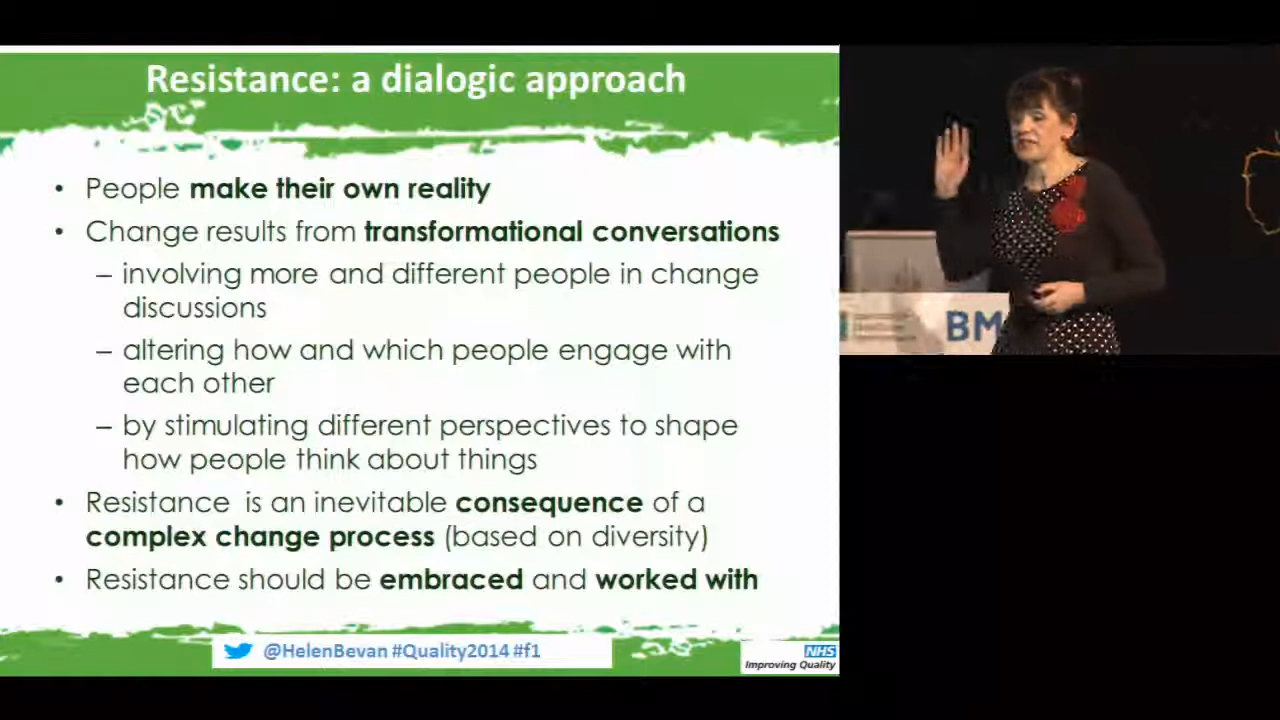 Resistance: a dialogic approach
• People make their own reality
• Change results from transformational conversations
– involving more and different people in change
discussions
– altering how and which people engage with
each other
– by stimulating different perspectives to shape
how people think about things
• Resistance is an inevitable consequence of a
complex change process (based on diversity)
• Resistance should be embraced and worked with
@HelenBevan #Quality2014 #f1
NHS
Improving Quality
BM